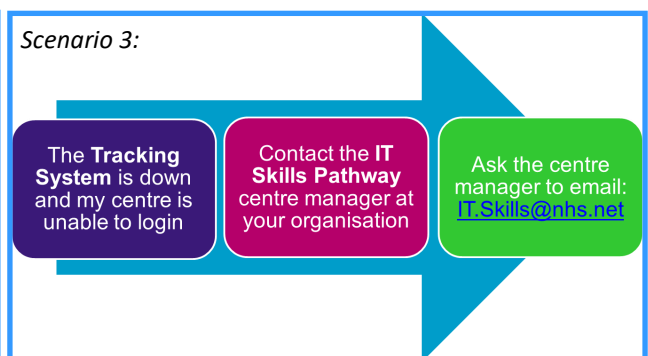 Scenario 3:
The Tracking
System is down
and my centre is
unable to login
Contact the IT
Skills Pathway
centre manager at
your organisation
Ask the centre
manager to email:
IT.Skills@nhs.net